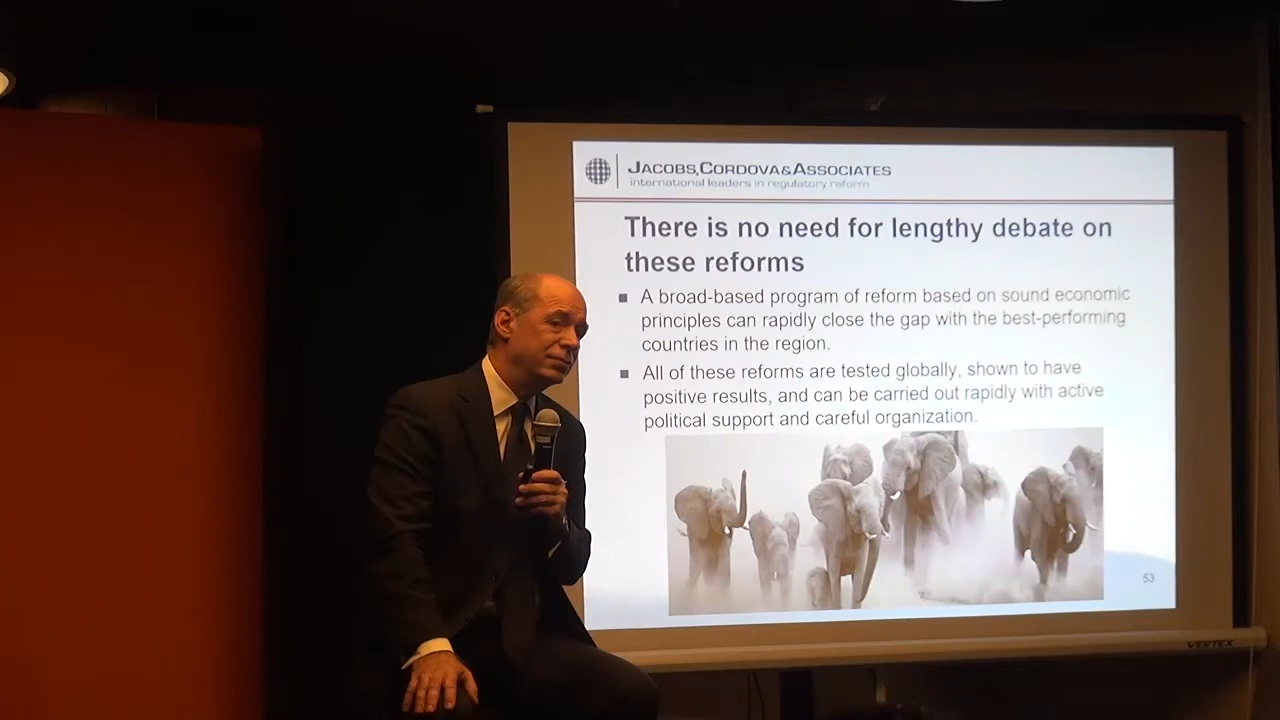 JACOBS,CORDOVA&ASSOCIATES
international leaders in regulatory reform
There is no need for lengthy debate on
these reforms
A broad-based program of reform based on sound economic
principles can rapidly close the gap with the best-performing
countries in the region.
All of these reforms are tested globally, shown to have
positive results, and can be carried out rapidly with active
political support and careful organization.
53
VERTEX